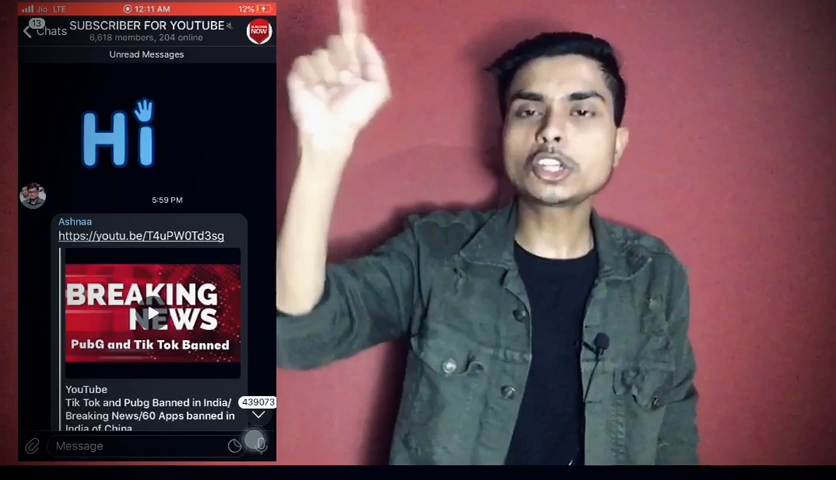 Jio LTE 12:11 AM 12%
13
Chats
SUBSCRIBER FOR YOUTUBE
6,618 members, 204 online
SUBSCRIBE NOW
Unread Messages
Hi
5:59 PM
Ashnaa
https://youtu.be/T4uPW0Td3sg
BREAKING
NEWS
PubG and Tik Tok Banned
YouTube
Tik Tok and Pubg Banned in India/
Breaking News/60 Apps banned in
India of China
439073
Message